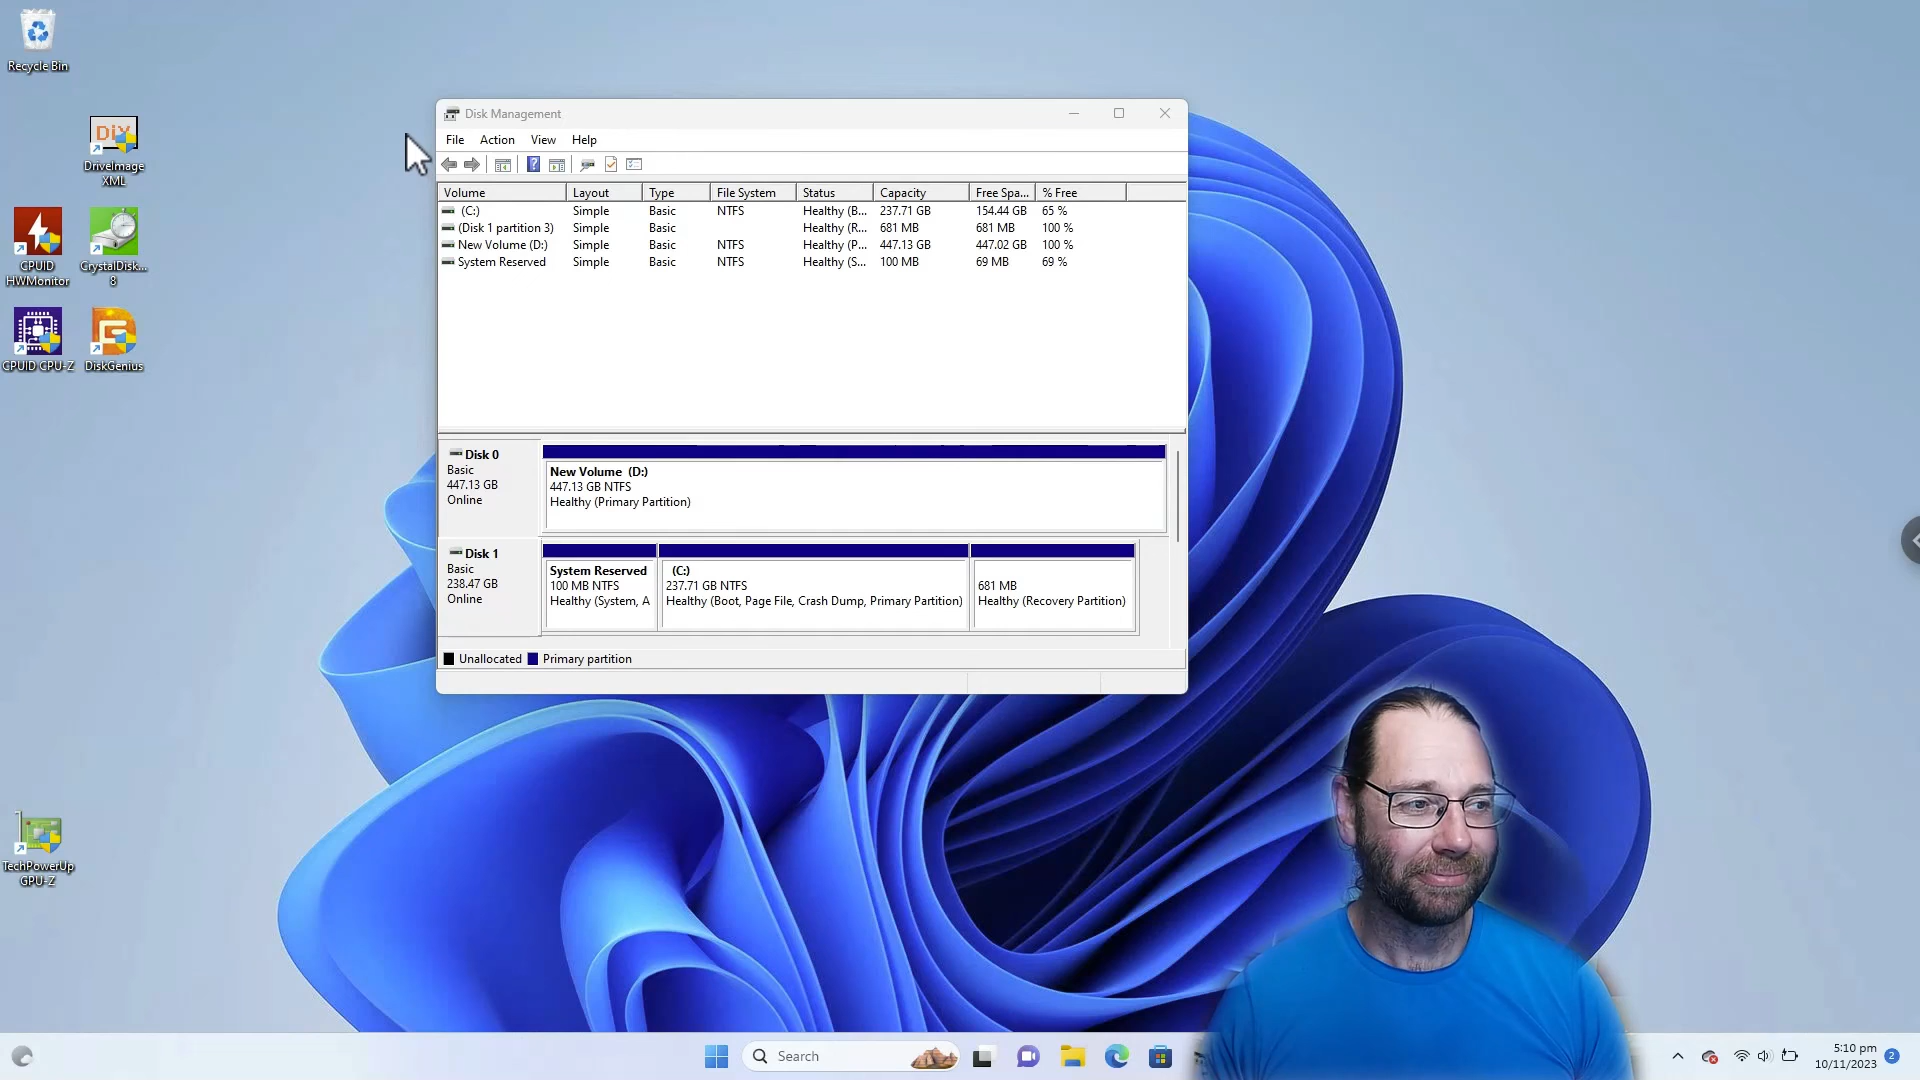 Recycle Bin
DiX
DriveImage
XML
CPUID
HWMonitor
CrystalDisk...
8
CPUID CPU-Z
DiskGenius
TechPowerUp
GPU-Z
Disk Management
File Action View Help
Volume Layout Type File System Status Capacity Free Spa... % Free
(C:) Simple Basic NTFS Healthy (B... 237.71 GB 154.44 GB 65 %
(Disk 1 partition 3) Simple Basic Healthy (R... 681 MB 681 MB 100 %
New Volume (D:) Simple Basic NTFS Healthy (P... 447.13 GB 447.02 GB 100 %
System Reserved Simple Basic NTFS Healthy (S... 100 MB 69 MB 69 %
Disk 0
Basic
447.13 GB
Online
New Volume (D:)
447.13 GB NTFS
Healthy (Primary Partition)
Disk 1
Basic
238.47 GB
Online
System Reserved
100 MB NTFS
Healthy (System, A
(C:)
237.71 GB NTFS
Healthy (Boot, Page File, Crash Dump, Primary Partition)
681 MB
Healthy (Recovery Partition)
Unallocated Primary partition
Search
5:10 pm
10/11/2023
2